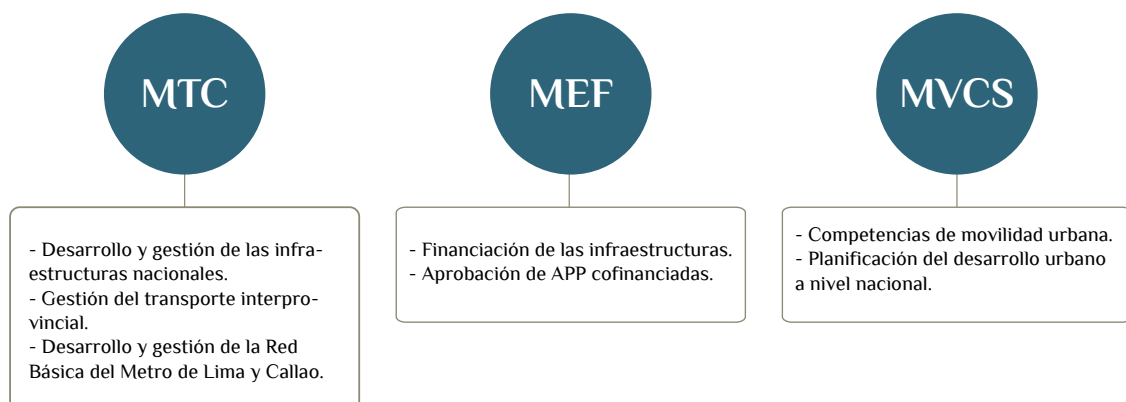 MTC
- Desarrollo y gestión de las infra-
estructuras nacionales.
- Gestión del transporte interpro-
vincial.
- Desarrollo y gestión de la Red
Básica del Metro de Lima y Callao.
MEF
- Financiación de las infraestructuras.
- Aprobación de APP cofinanciadas.
MVCS
- Competencias de movilidad urbana.
- Planificación del desarrollo urbano
a nivel nacional.